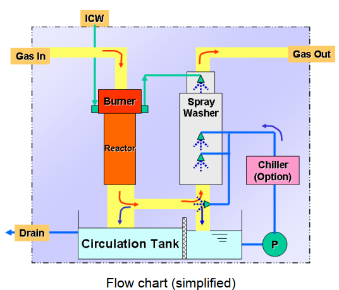 ICW
Gas In
Gas Out
Burner
Spray
Washer
Reactor
Chiller
(Option)
Drain
Circulation Tank
P
Flow chart (simplified)